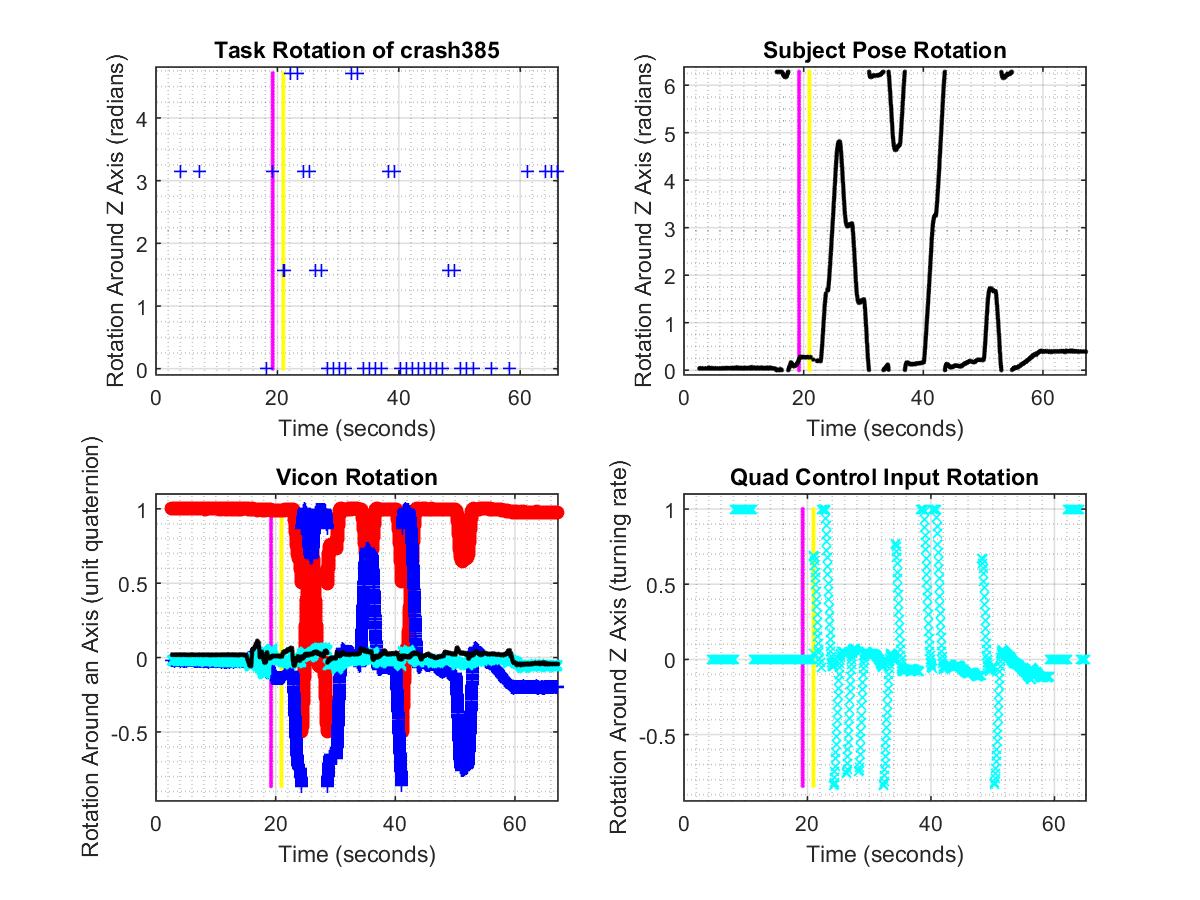 Task Rotation of crash385
Rotation Around Z Axis (radians)
4
3
2
1
0
0 20 40 60
Time (seconds)
Subject Pose Rotation
Rotation Around Z Axis (radians)
6
5
4
3
2
1
0
0 20 40 60
Time (seconds)
Vicon Rotation
Rotation Around an Axis (unit quaternion)
1
0.5
0
-0.5
0 20 40 60
Time (seconds)
Quad Control Input Rotation
Rotation Around Z Axis (turning rate)
1
0.5
0
-0.5
0 20 40 60
Time (seconds)